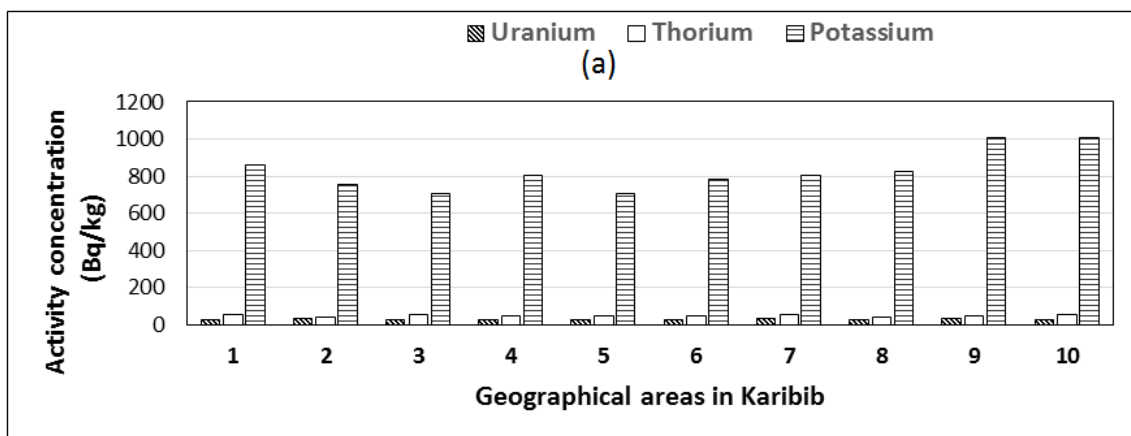 Uranium Thorium Potassium
(a)
Activity concentration
(Bq/kg)
1200
1000
800
600
400
200
0
1 2 3 4 5 6 7 8 9 10
Geographical areas in Karibib